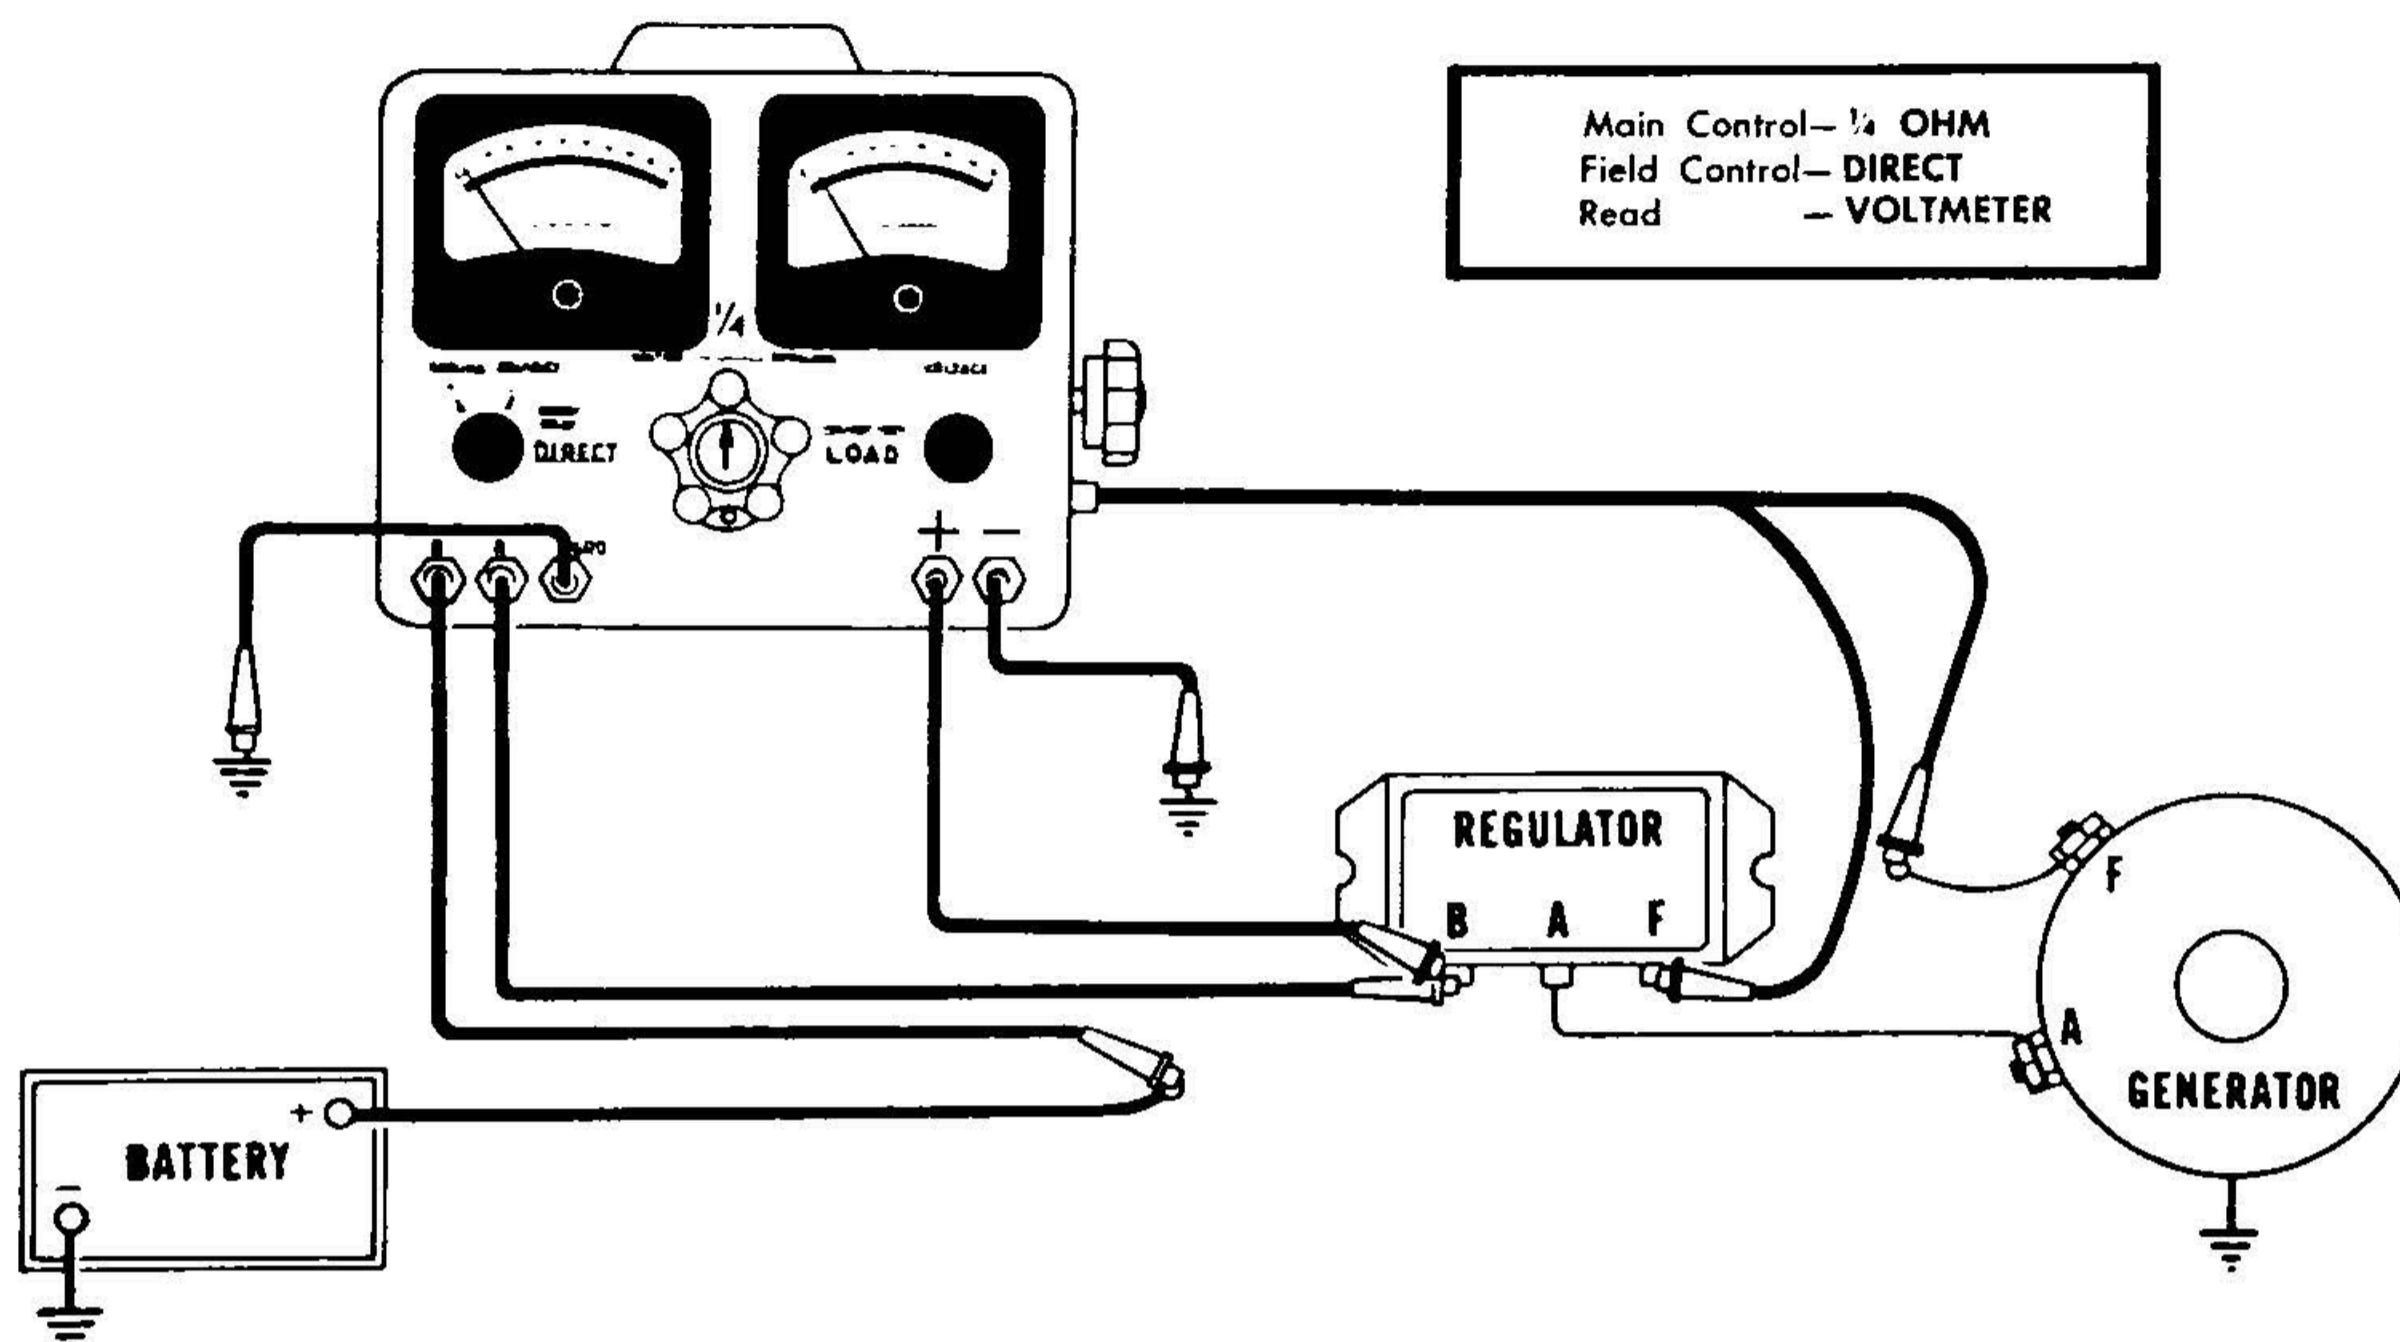 Main Control— ¼ OHM
Field Control— DIRECT
Read — VOLTMETER
1/4
DIRECT
LOAD
+ −
REGULATOR
B A F
F
A
GENERATOR
+
BATTERY
−